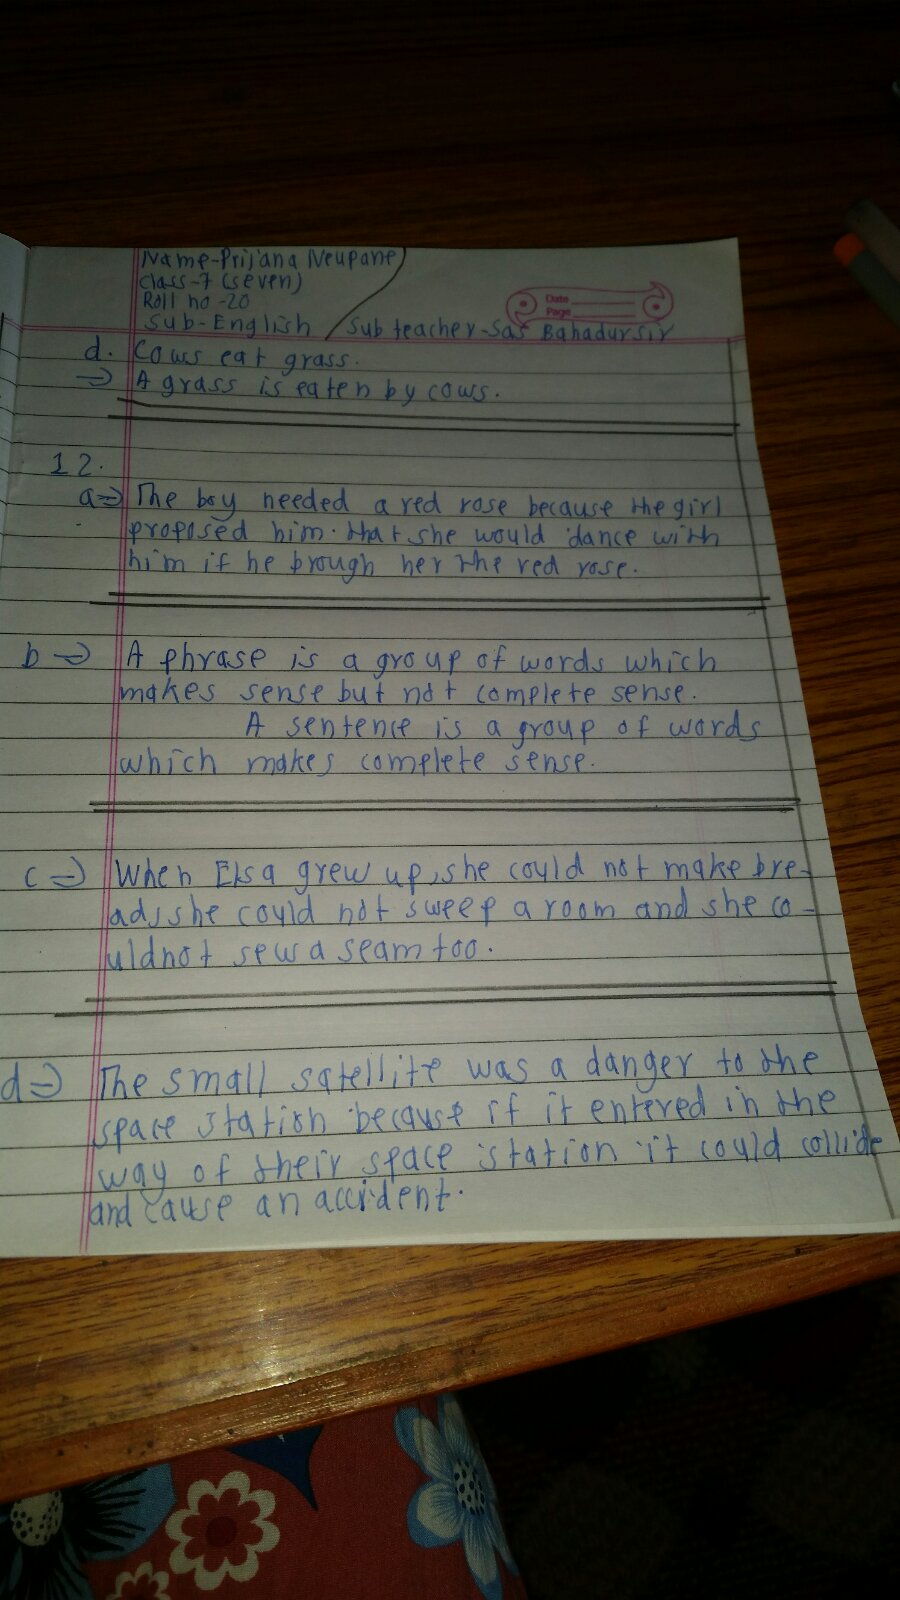 Name-Prijana Neupane
class-7 (seven)
Roll no -20
Date
Page
Sub-English / Sub teacher-Sas Bahadursir
d. Cows eat grass.
⇒ A grass is eaten by cows.
12.
a⇒ The boy needed a red rose because the girl
proposed him. that she would dance with
him if he brough her the red rose.
b ⇒ A phrase is a group of words which
makes sense but not complete sense.
A sentence is a group of words
which makes complete sense.
c ⇒ When Elsa grew up, she could not make bre-
ad, she could not sweep a room and she co-
uldnot sew a seam too.
d ⇒ The small satellite was a danger to the
space station because if it entered in the
way of their space station it could collide
and cause an accident.